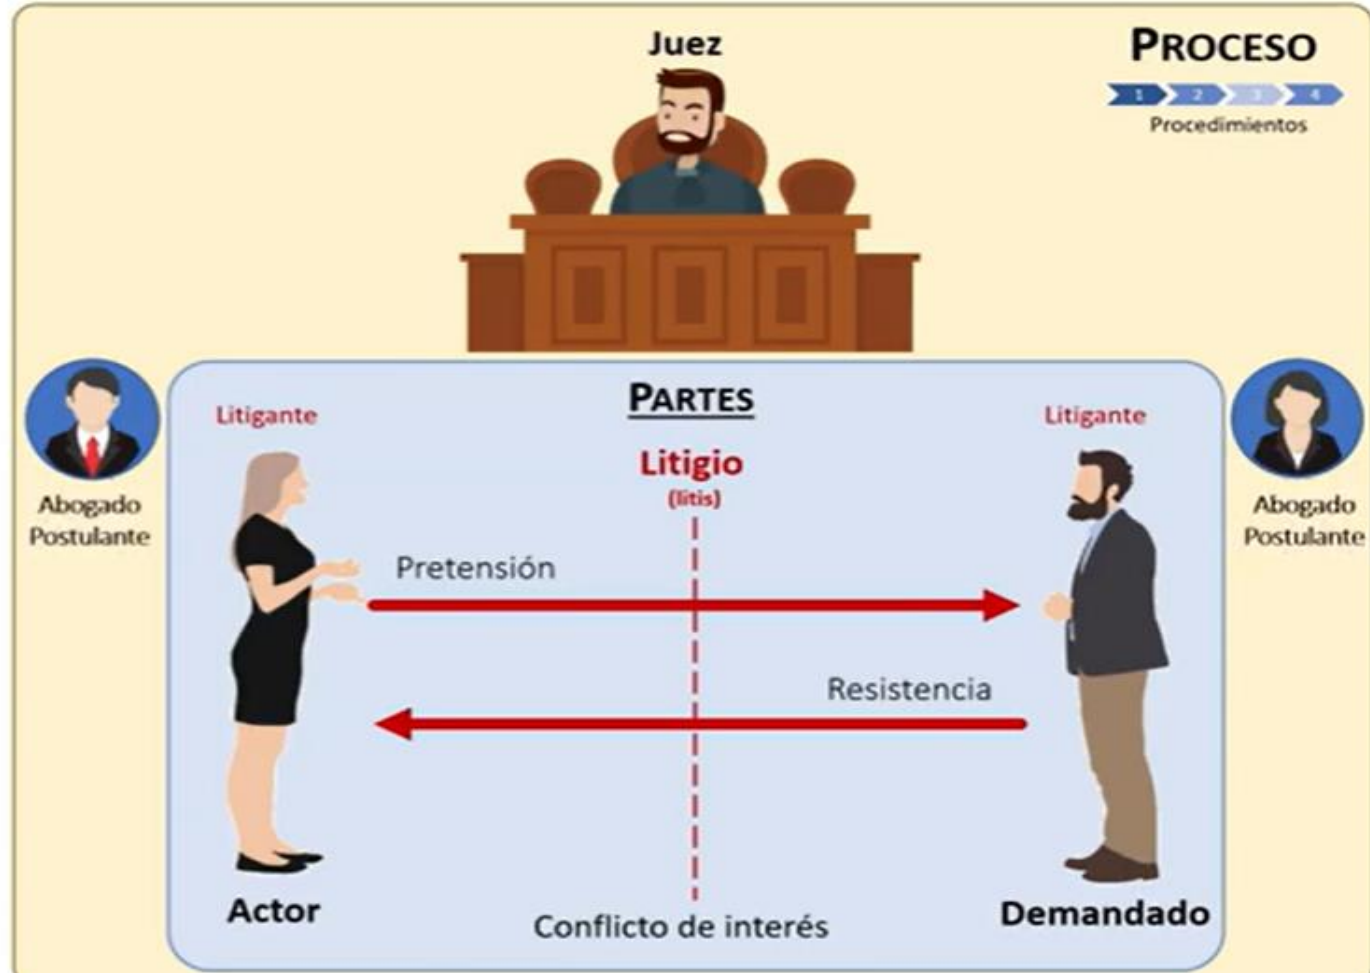 Juez
PROCESO
1 2 3 4
Procedimientos
PARTES
Litigante
Litigante
Litigio
(litis)
Abogado
Postulante
Abogado
Postulante
Pretensión
Resistencia
Actor
Conflicto de interés
Demandado